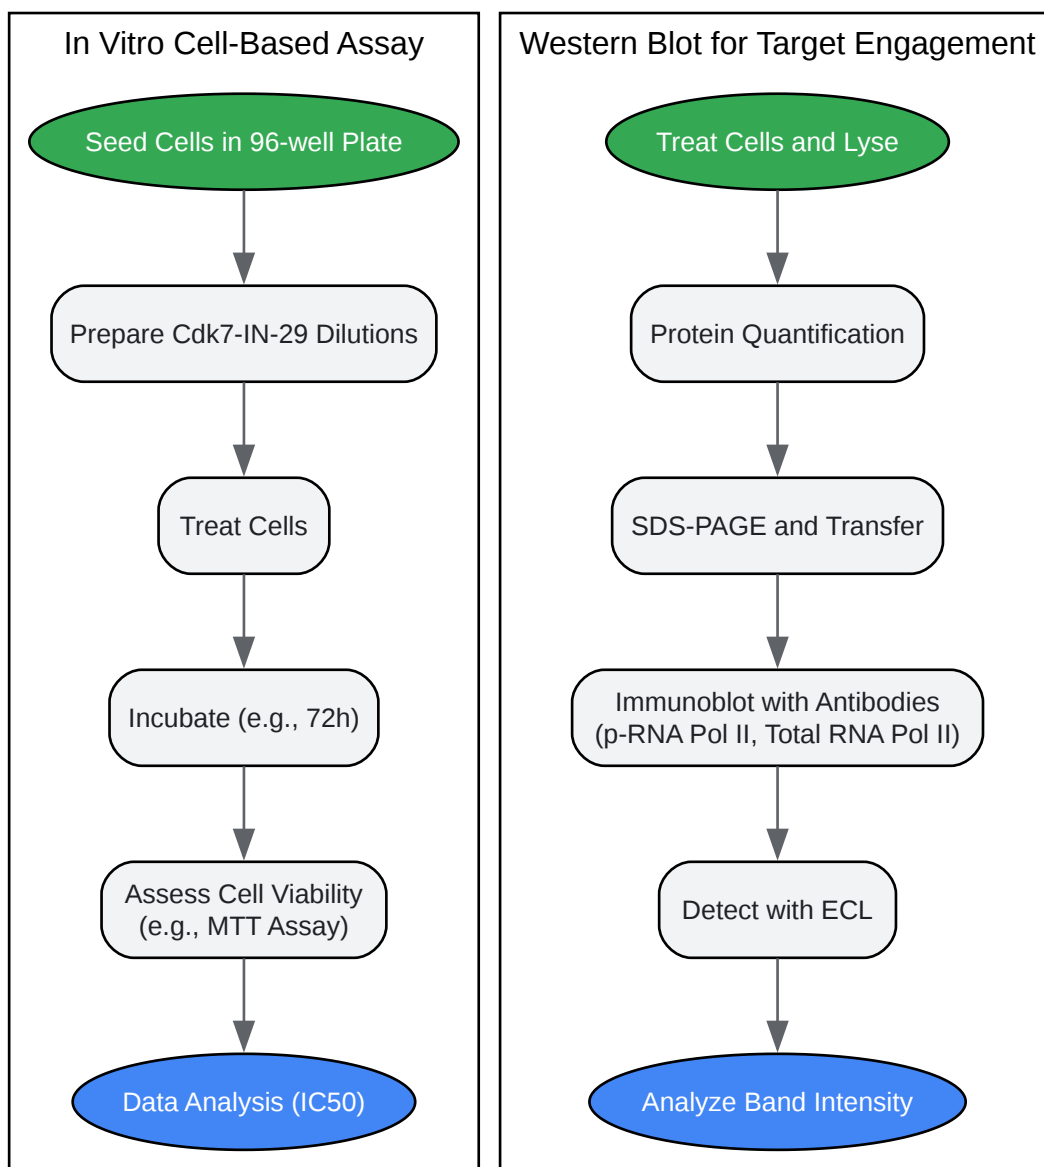 In Vitro Cell-Based Assay
Seed Cells in 96-well Plate
Prepare Cdk7-IN-29 Dilutions
Treat Cells
Incubate (e.g., 72h)
Assess Cell Viability
(e.g., MTT Assay)
Data Analysis (IC50)
Western Blot for Target Engagement
Treat Cells and Lyse
Protein Quantification
SDS-PAGE and Transfer
Immunoblot with Antibodies
(p-RNA Pol II, Total RNA Pol II)
Detect with ECL
Analyze Band Intensity